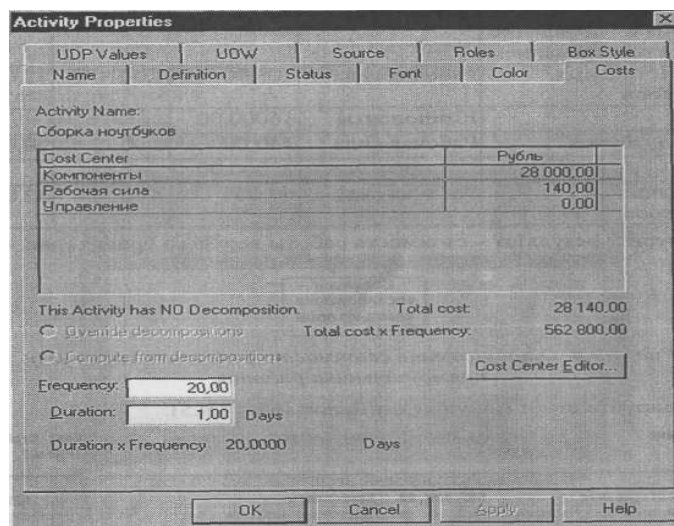 Activity Properties
UDP Values UOW Source Roles Box Style
Name Definition Status Font Color Costs
Activity Name:
Сборка ноутбуков
Cost Center Рубль
Компоненты 28 000,00
Рабочая сила 140,00
Управление 0,00
This Activity has NO Decomposition. Total cost: 28 140,00
Override decompositions Total cost x Frequency: 562 800,00
Compute from decompositions
Cost Center Editor...
Frequency: 20,00
Duration: 1,00 Days
Duration x Frequency 20,0000 Days
OK Cancel Apply Help